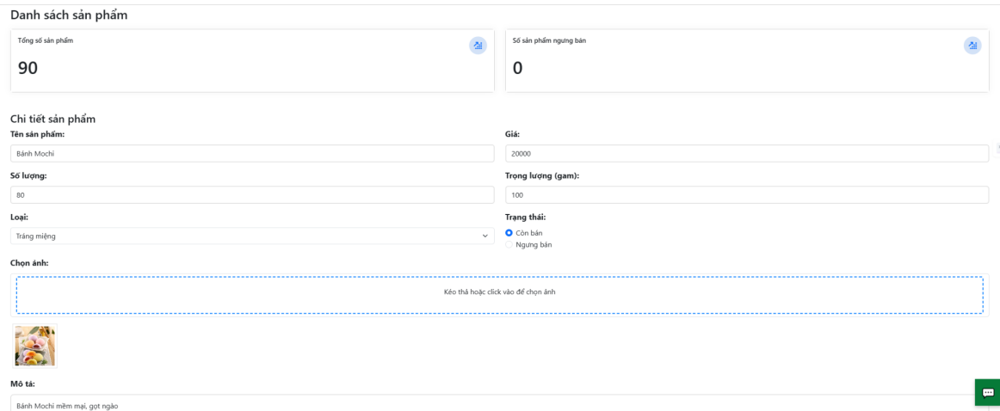 Danh sách sản phẩm
Tổng số sản phẩm
90
Số sản phẩm ngưng bán
0
Chi tiết sản phẩm
Tên sản phẩm:
Bánh Mochi
Giá:
20000
Số lượng:
80
Trọng lượng (gam):
100
Loại:
Tráng miệng
Trạng thái:
Còn bán
Ngưng bán
Chọn ảnh:
Kéo thả hoặc click vào để chọn ảnh
Mô tả:
Bánh Mochi mềm mại, gọt ngào